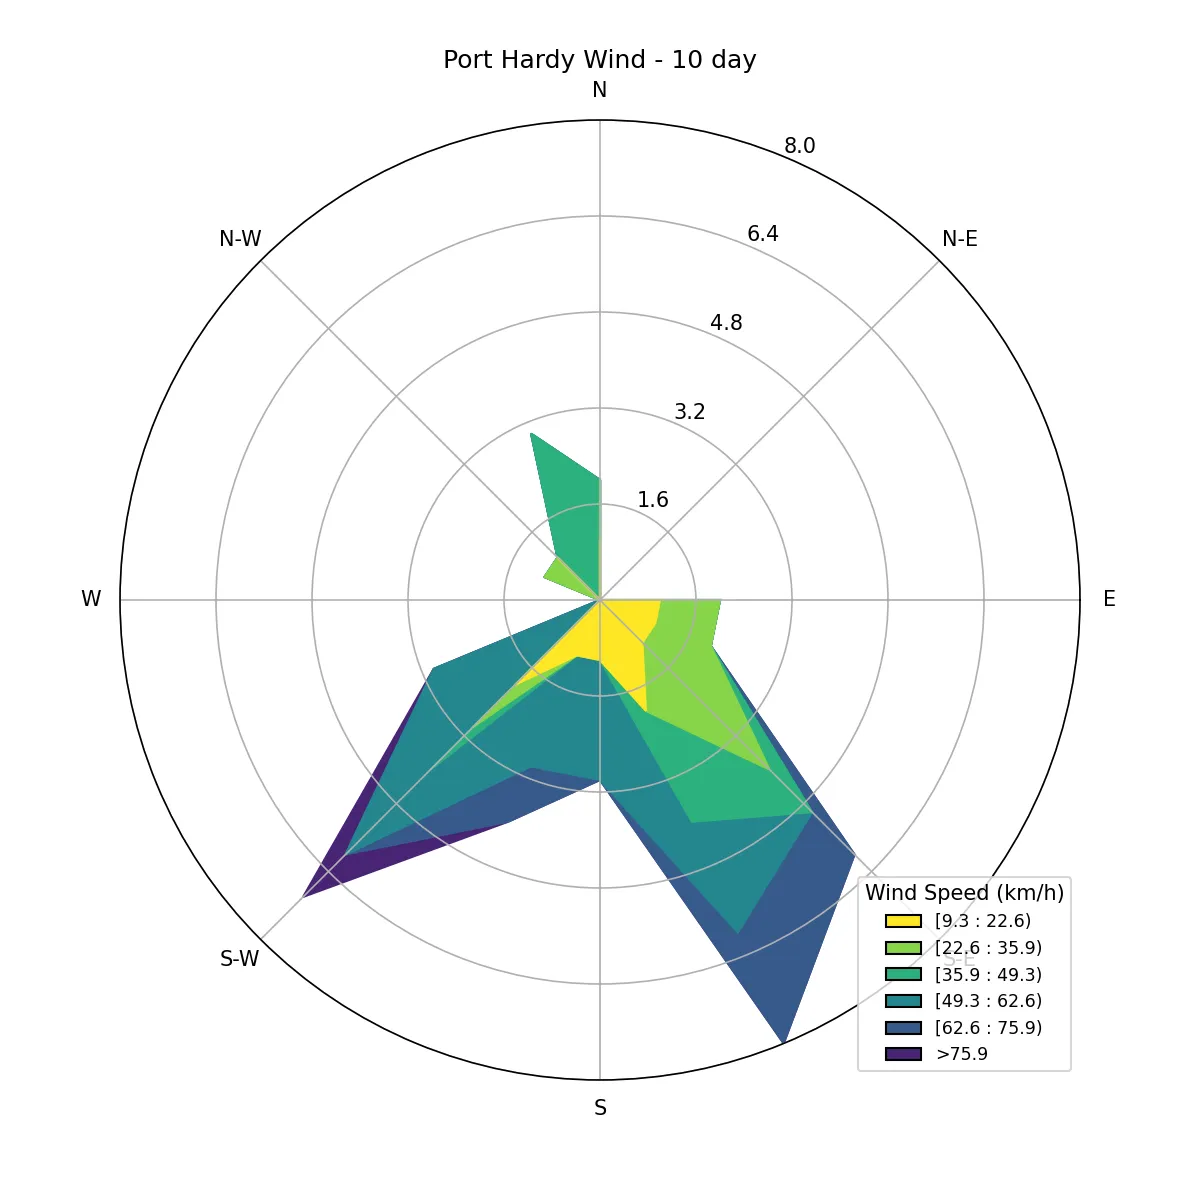 Port Hardy Wind - 10 day
N
8.0
N-W
N-E
6.4
4.8
3.2
1.6
W
E
Wind Speed (km/h)
[9.3 : 22.6)
[22.6 : 35.9)
S-W
S-E
[35.9 : 49.3)
[49.3 : 62.6)
[62.6 : 75.9)
>75.9
S